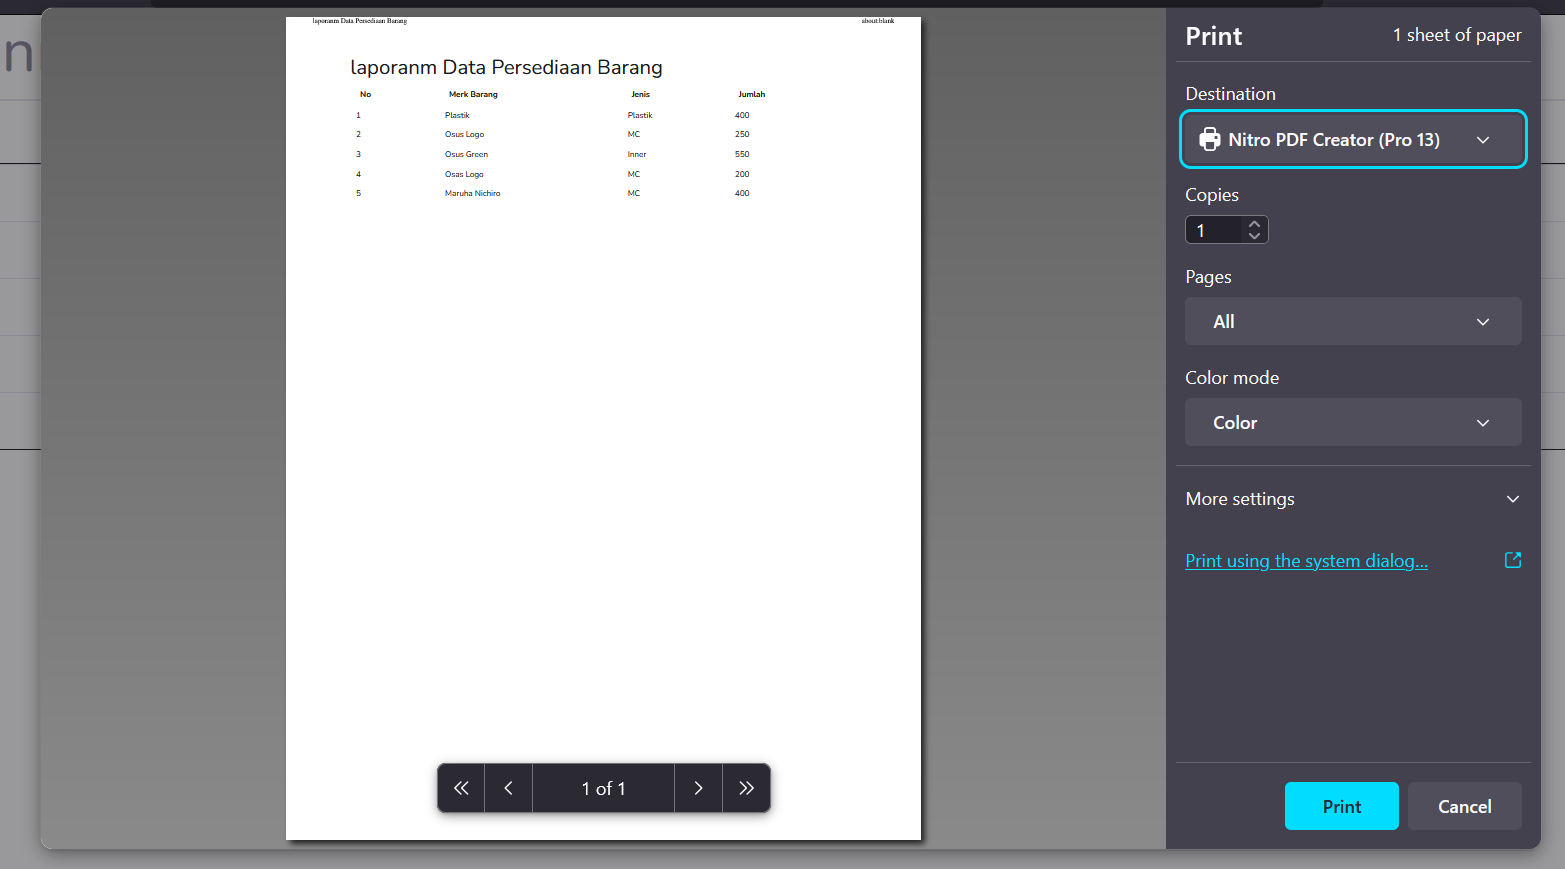 n
laporanm Data Persediaan Barang about:blank
laporanm Data Persediaan Barang
No Merk Barang Jenis Jumlah
1 Plastik Plastik 400
2 Osus Logo MC 250
3 Osus Green Inner 550
4 Osas Logo MC 200
5 Maruha Nichiro MC 400
1 of 1
Print 1 sheet of paper
Destination
Nitro PDF Creator (Pro 13)
Copies
1
Pages
All
Color mode
Color
More settings
Print using the system dialog...
Print Cancel